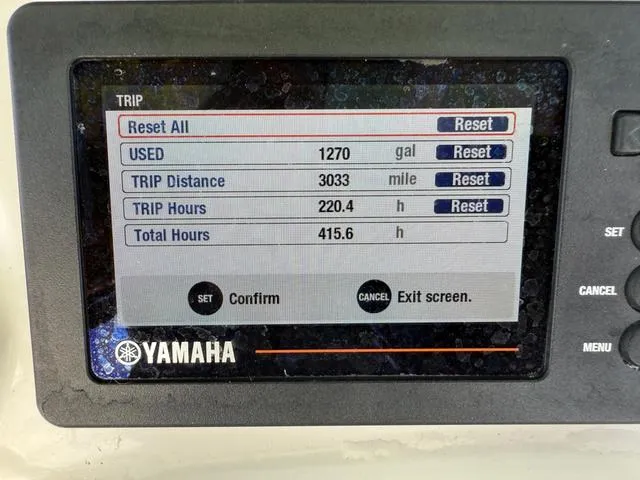 TRIP
Reset All Reset
USED 1270 gal Reset
TRIP Distance 3033 mile Reset
TRIP Hours 220.4 h Reset
Total Hours 415.6 h
SET Confirm CANCEL Exit screen.
YAMAHA
SET
CANCEL
MENU